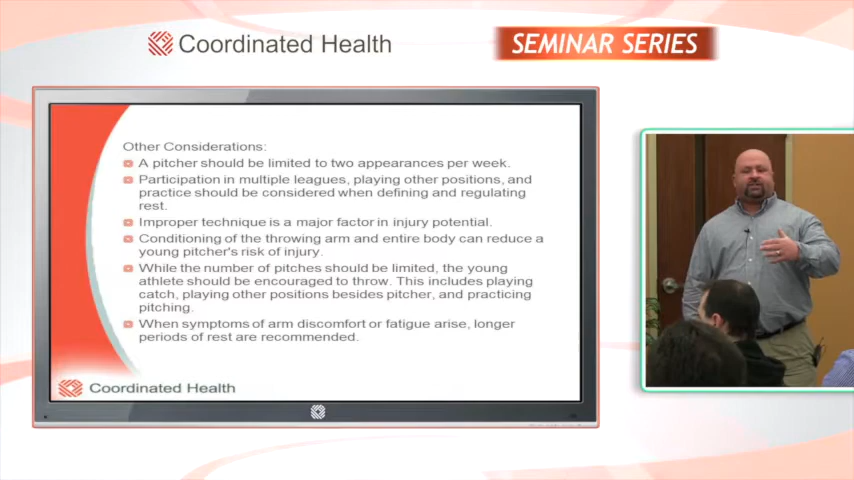 Coordinated Health
SEMINAR SERIES
Other Considerations:
A pitcher should be limited to two appearances per week.
Participation in multiple leagues, playing other positions, and
practice should be considered when defining and regulating
rest.
Improper technique is a major factor in injury potential.
Conditioning of the throwing arm and entire body can reduce a
young pitcher's risk of injury.
While the number of pitches should be limited, the young
athlete should be encouraged to throw. This includes playing
catch, playing other positions besides pitcher, and practicing
pitching.
When symptoms of arm discomfort or fatigue arise, longer
periods of rest are recommended.
Coordinated Health